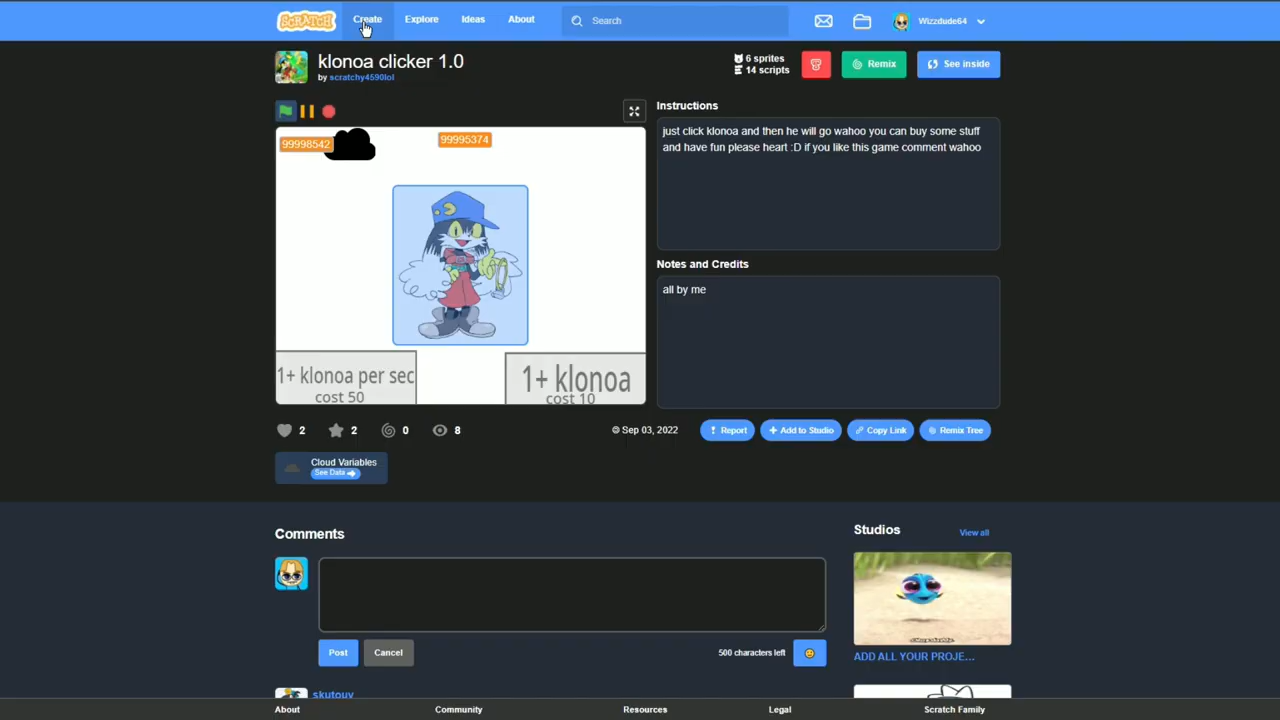 SCRATCH
Create
Explore
Ideas
About
Search
Wizzdude64
klonoa clicker 1.0
by scratchy4590lol
6 sprites
14 scripts
Remix
See inside
99998542
99995374
1+ klonoa per sec
cost 50
1+ klonoa
cost 10
Instructions
just click klonoa and then he will go wahoo you can buy some stuff
and have fun please heart :D if you like this game comment wahoo
Notes and Credits
all by me
2
2
0
8
© Sep 03, 2022
Report
Add to Studio
Copy Link
Remix Tree
Cloud Variables
See Data
Comments
Post
Cancel
500 characters left
skutouy
Studios
View all
ADD ALL YOUR PROJE...
About
Community
Resources
Legal
Scratch Family